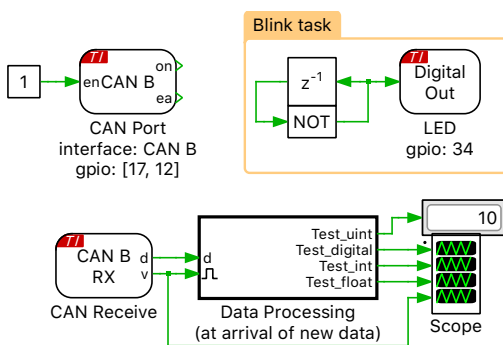 Blink task
TI
1
en CAN B
on
ea
CAN Port
interface: CAN B
gpio: [17, 12]
z-1
NOT
TI
Digital
Out
LED
gpio: 34
TI
CAN B
RX
d
v
CAN Receive
d
Test_uint
Test_digital
Test_int
Test_float
Data Processing
(at arrival of new data)
10
Scope